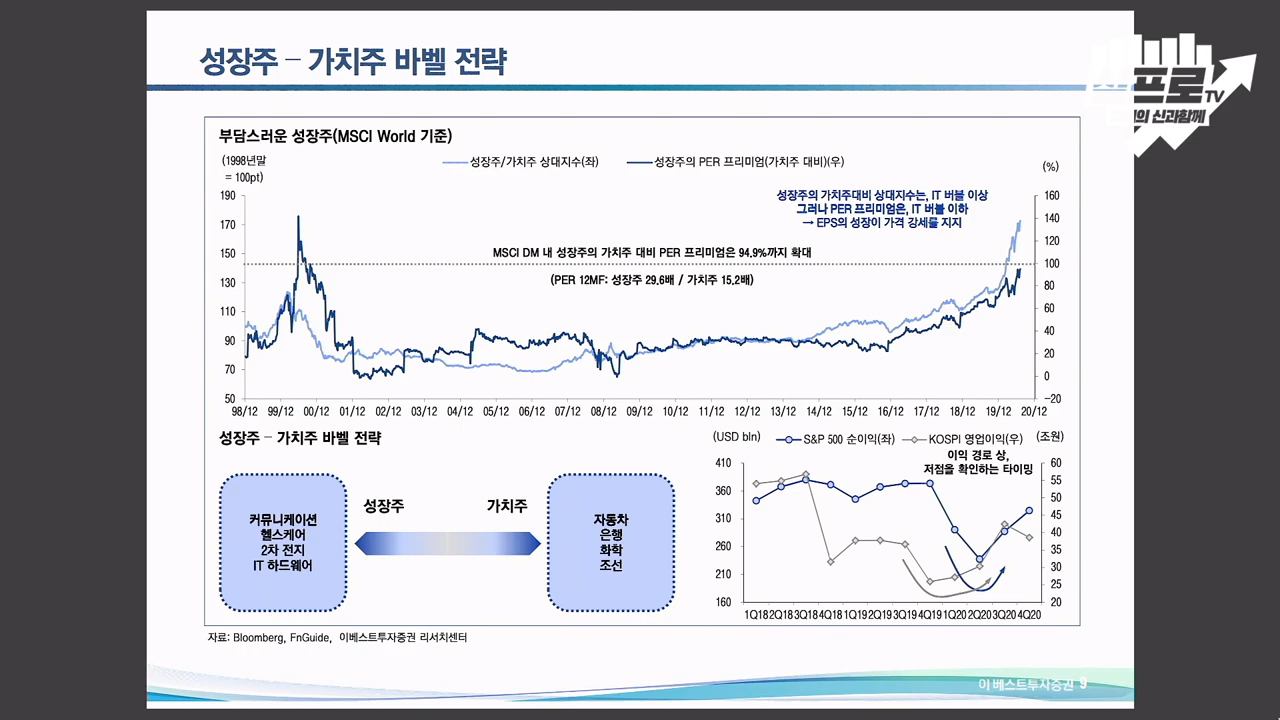 성장주 – 가치주 바벨 전략
프로TV
의 신과함께
부담스러운 성장주(MSCI World 기준)
(1998년말
= 100pt)
성장주/가치주 상대지수(좌)
성장주의 PER 프리미엄(가치주 대비)(우)
(%)
성장주의 가치주대비 상대지수는, IT 버블 이상
그러나 PER 프리미엄은, IT 버블 이하
→ EPS의 성장이 가격 강세를 지지
MSCI DM 내 성장주의 가치주 대비 PER 프리미엄은 94.9%까지 확대
(PER 12MF: 성장주 29.6배 / 가치주 15.2배)
190
170
150
130
110
90
70
50
160
140
120
100
80
60
40
20
0
-20
98/12 99/12 00/12 01/12 02/12 03/12 04/12 05/12 06/12 07/12 08/12 09/12 10/12 11/12 12/12 13/12 14/12 15/12 16/12 17/12 18/12 19/12 20/12
성장주 – 가치주 바벨 전략
성장주
가치주
커뮤니케이션
헬스케어
2차 전지
IT 하드웨어
자동차
은행
화학
조선
(USD bln)
S&P 500 순이익(좌)
KOSPI 영업이익(우)
(조원)
이익 경로 상,
저점을 확인하는 타이밍
410
360
310
260
210
160
60
55
50
45
40
35
30
25
20
1Q18 2Q18 3Q18 4Q18 1Q19 2Q19 3Q19 4Q19 1Q20 2Q20 3Q20 4Q20
자료: Bloomberg, FnGuide, 이베스트투자증권 리서치센터
이베스트투자증권 9